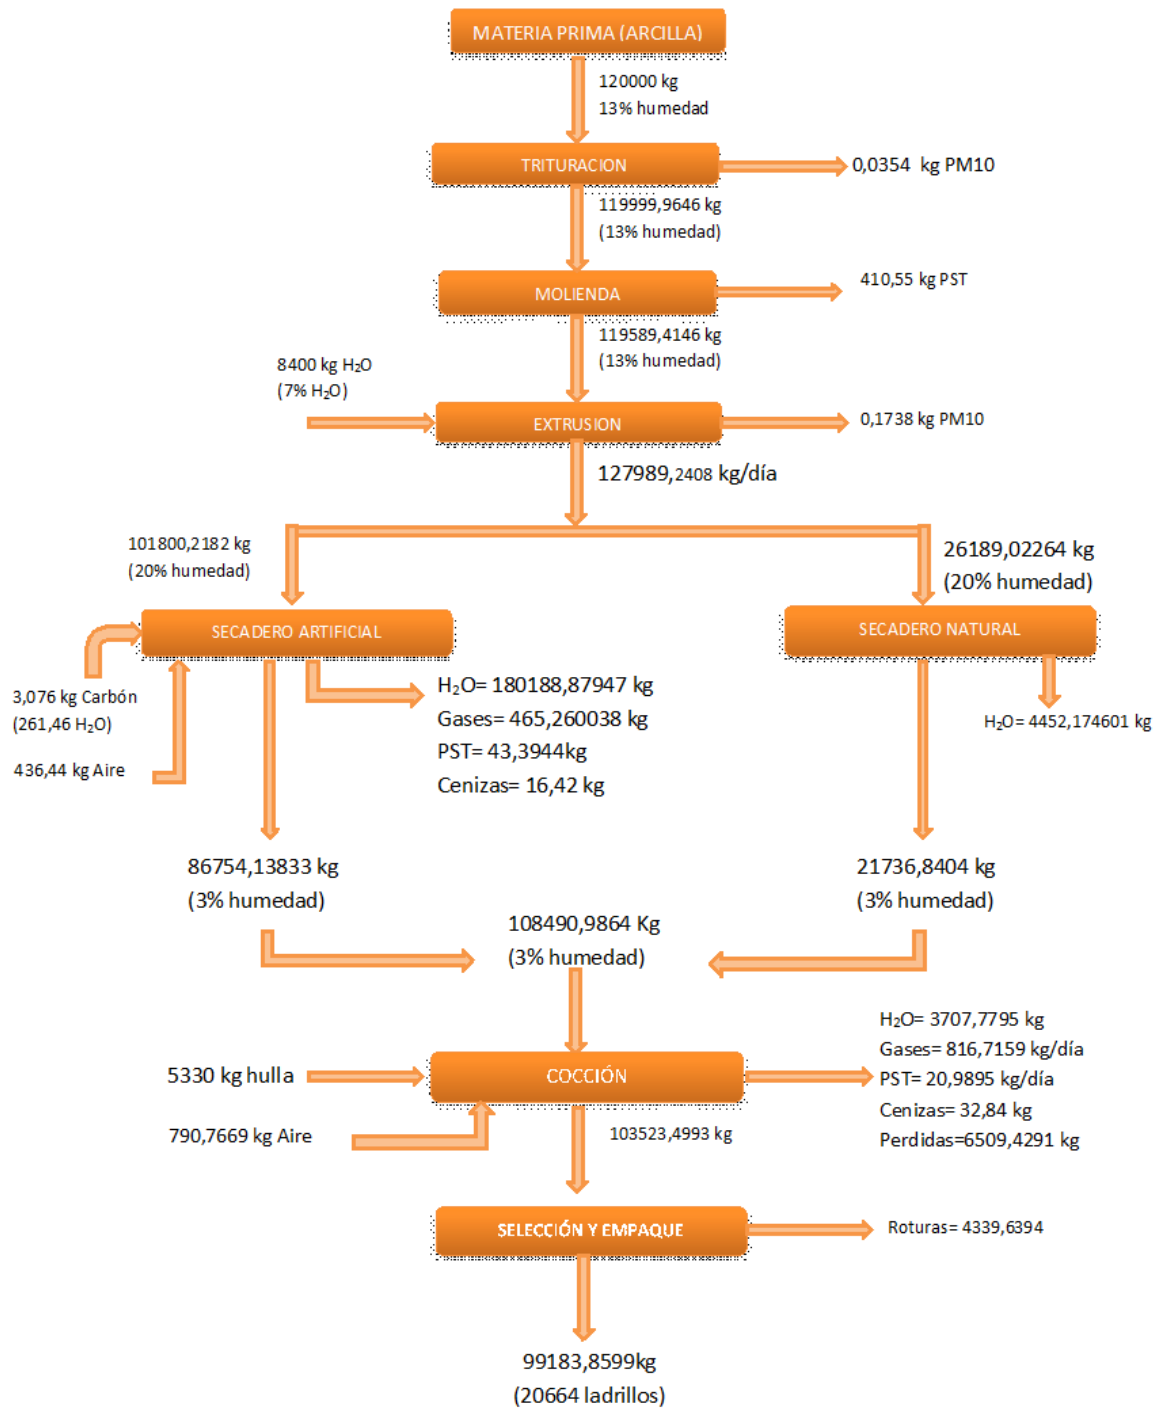 MATERIA PRIMA (ARCILLA)
120000 kg
13% humedad
TRITURACION
0,0354 kg PM10
119999,9646 kg
(13% humedad)
MOLIENDA
410,55 kg PST
119589,4146 kg
(13% humedad)
8400 kg H₂O
(7% H₂O)
EXTRUSION
0,1738 kg PM10
127989,2408 kg/día
101800,2182 kg
(20% humedad)
26189,02264 kg
(20% humedad)
SECADERO ARTIFICIAL
SECADERO NATURAL
3,076 kg Carbón
(261,46 H₂O)
436,44 kg Aire
H₂O= 180188,87947 kg
Gases= 465,260038 kg
PST= 43,3944kg
Cenizas= 16,42 kg
H₂O= 4452,174601 kg
86754,13833 kg
(3% humedad)
21736,8404 kg
(3% humedad)
108490,9864 Kg
(3% humedad)
5330 kg hulla
790,7669 kg Aire
COCCIÓN
H₂O= 3707,7795 kg
Gases= 816,7159 kg/día
PST= 20,9895 kg/día
Cenizas= 32,84 kg
Perdidas=6509,4291 kg
103523,4993 kg
SELECCIÓN Y EMPAQUE
Roturas= 4339,6394
99183,8599kg
(20664 ladrillos)